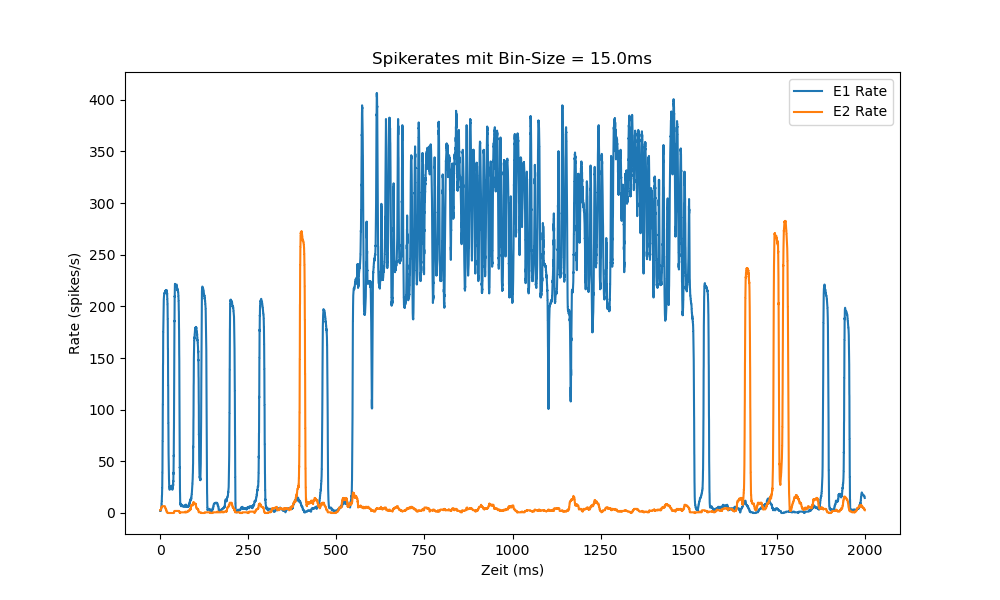 Spikerates mit Bin-Size = 15.0ms
E1 Rate
E2 Rate
Rate (spikes/s)
400
350
300
250
200
150
100
50
0
0 250 500 750 1000 1250 1500 1750 2000
Zeit (ms)